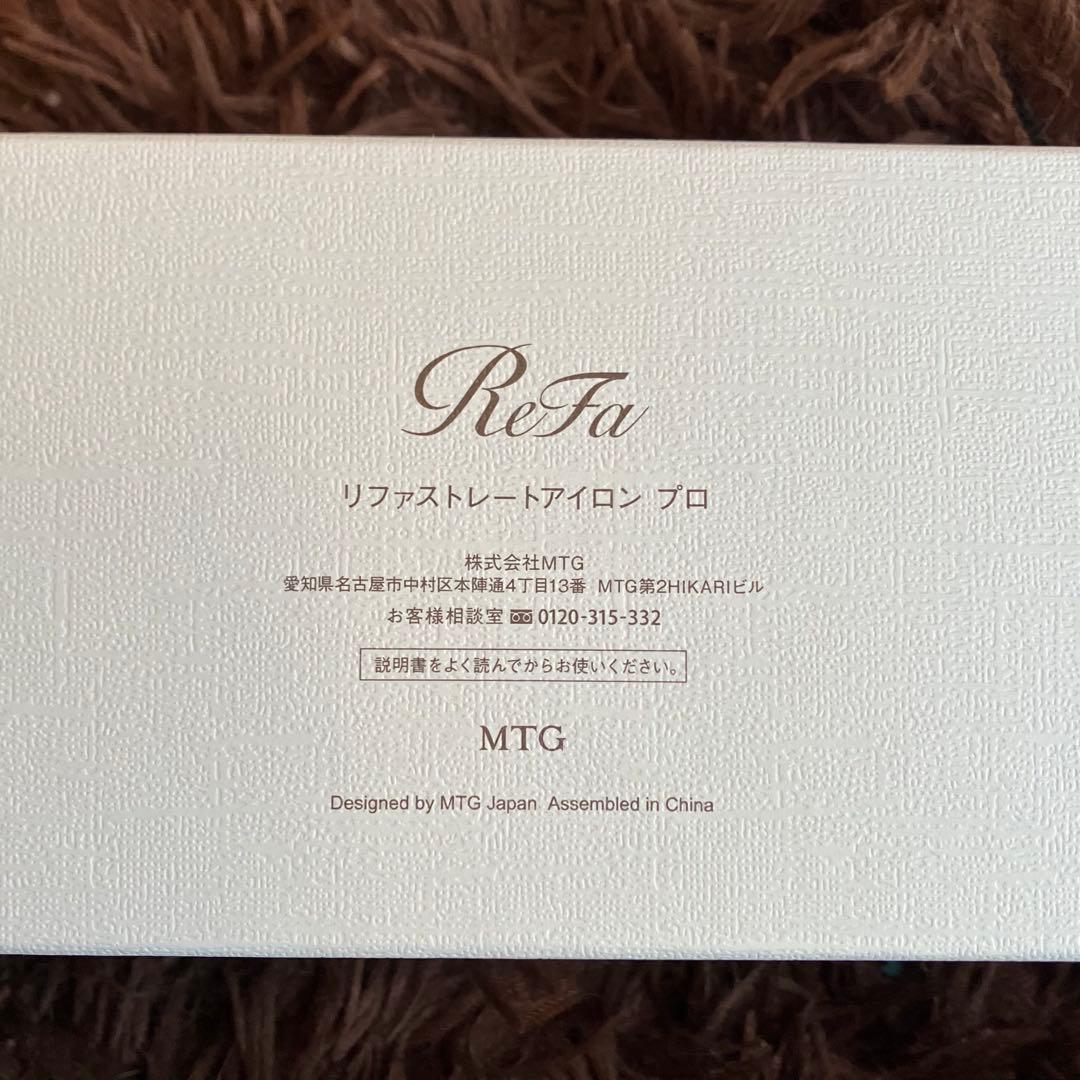 ReFa
リファストレートアイロン プロ
株式会社MTG
愛知県名古屋市中村区本陣通4丁目13番 MTG第2HIKARIビル
お客様相談室 0120-315-332
説明書をよく読んでからお使いください。
MTG
Designed by MTG Japan Assembled in China